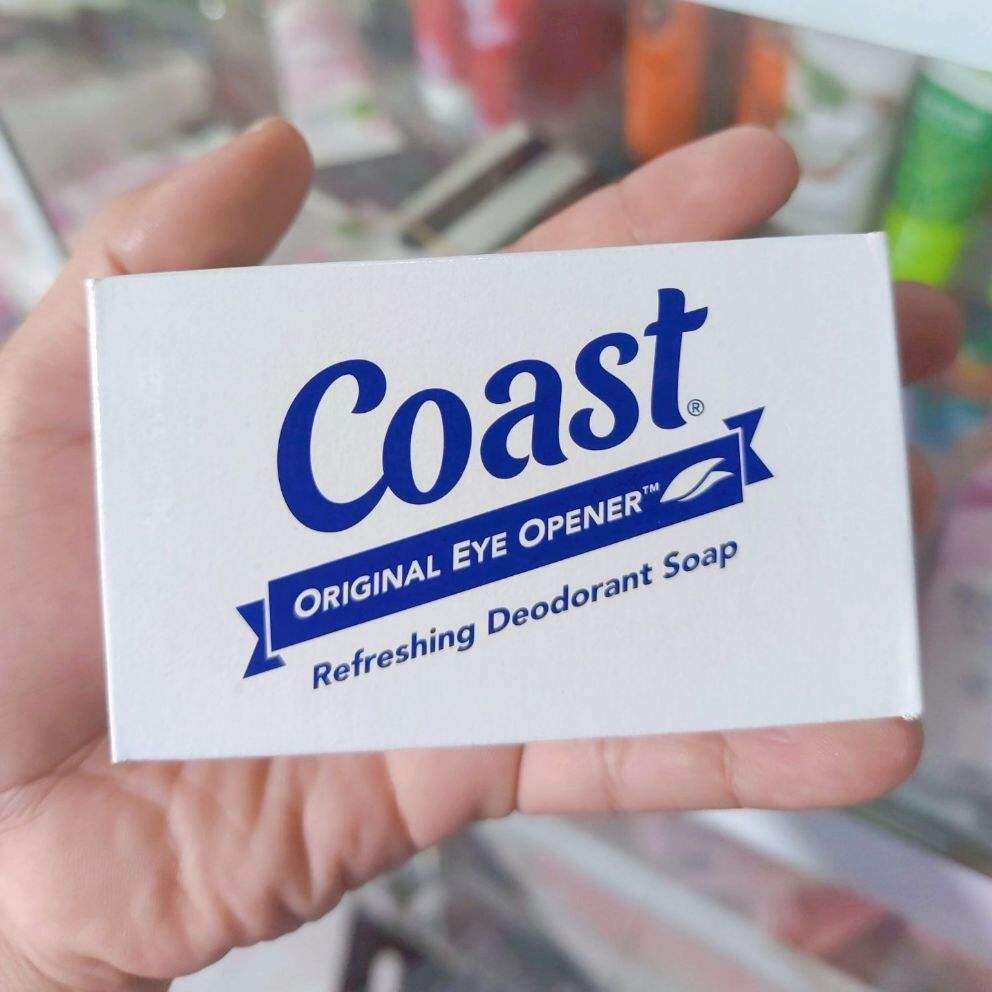 Coast®
ORIGINAL EYE OPENER™
Refreshing Deodorant Soap